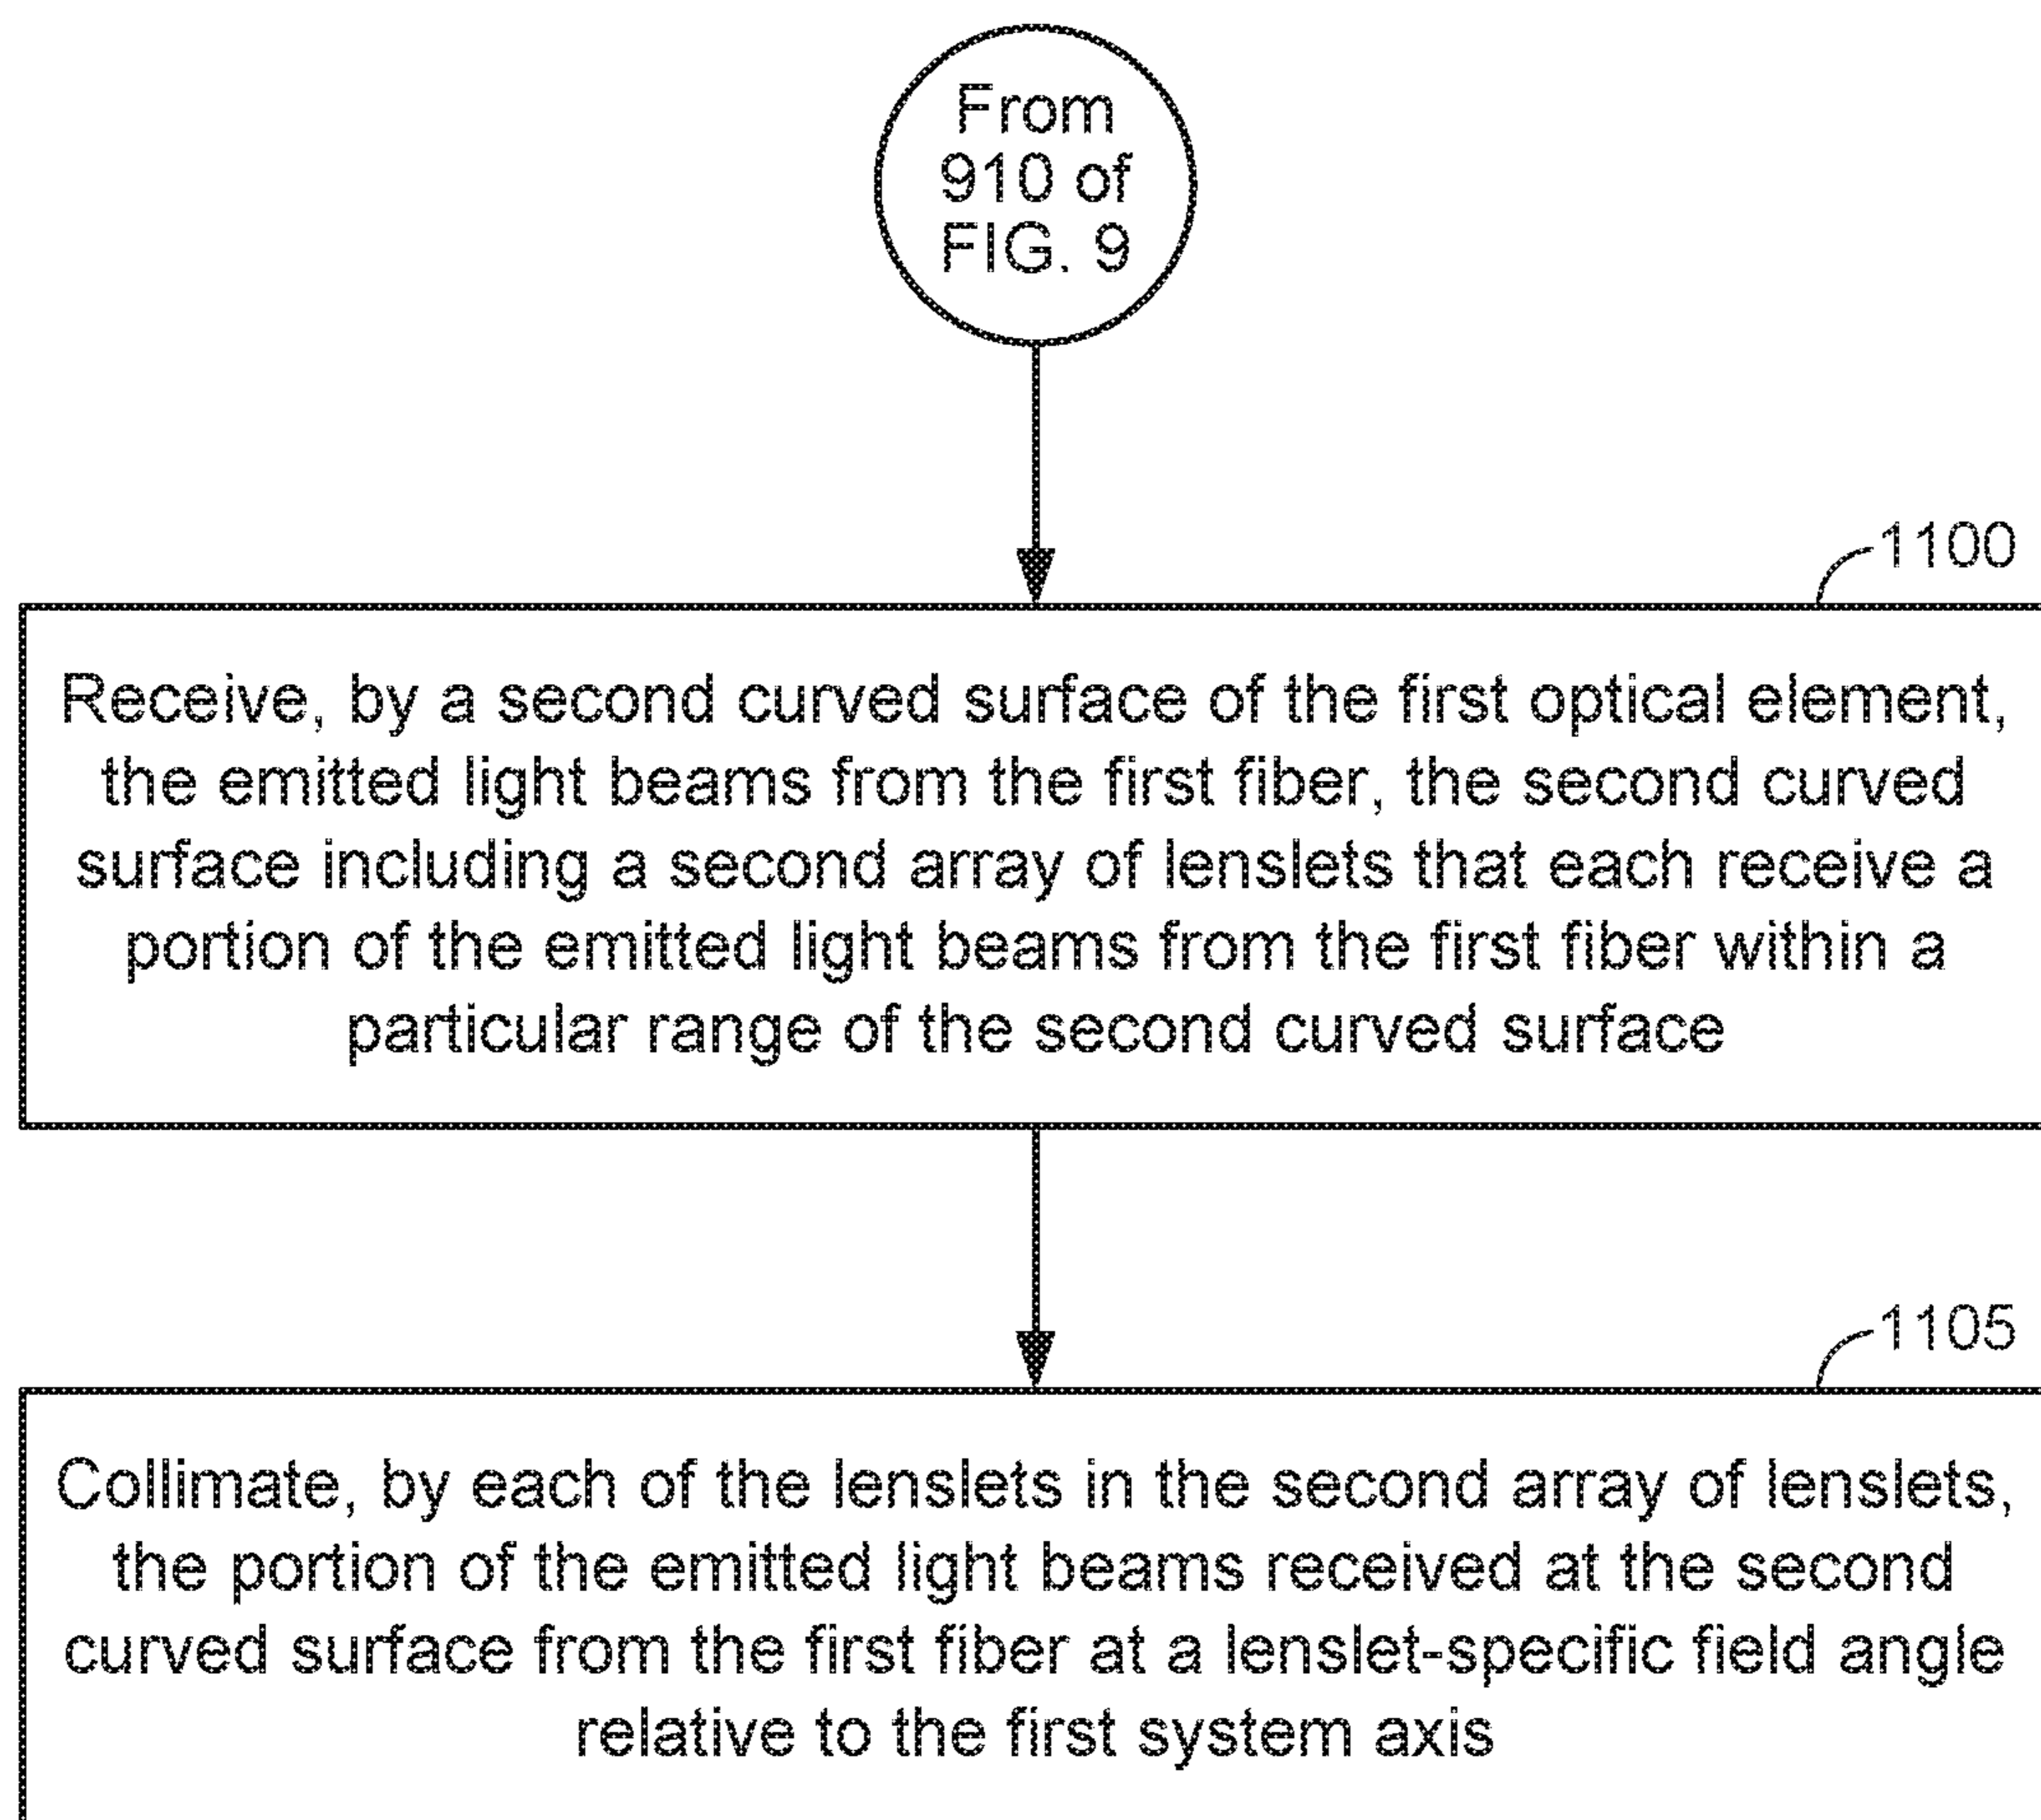 From
910 of
FIG. 9
1100
Receive, by a second curved surface of the first optical element,
the emitted light beams from the first fiber, the second curved
surface including a second array of lenslets that each receive a
portion of the emitted light beams from the first fiber within a
particular range of the second curved surface
1105
Collimate, by each of the lenslets in the second array of lenslets,
the portion of the emitted light beams received at the second
curved surface from the first fiber at a lenslet-specific field angle
relative to the first system axis